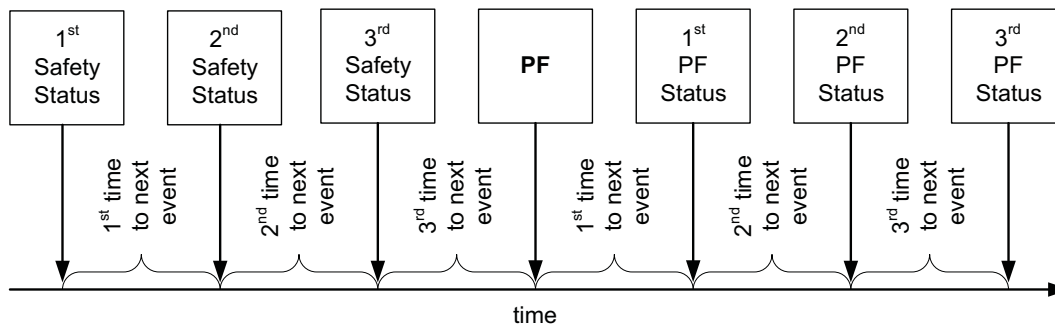 1st
Safety
Status
2nd
Safety
Status
3rd
Safety
Status
PF
1st
PF
Status
2nd
PF
Status
3rd
PF
Status
1st time
to next
event
2nd time
to next
event
3rd time
to next
event
1st time
to next
event
2nd time
to next
event
3rd time
to next
event
time